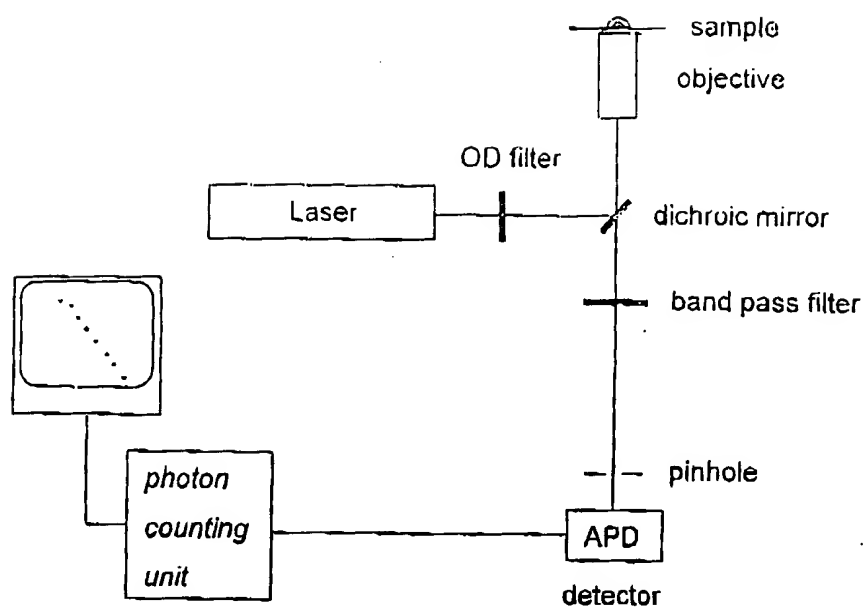 sample
objective
OD filter
Laser
dichroic mirror
band pass filter
pinhole
photon
counting
unit
APD
detector